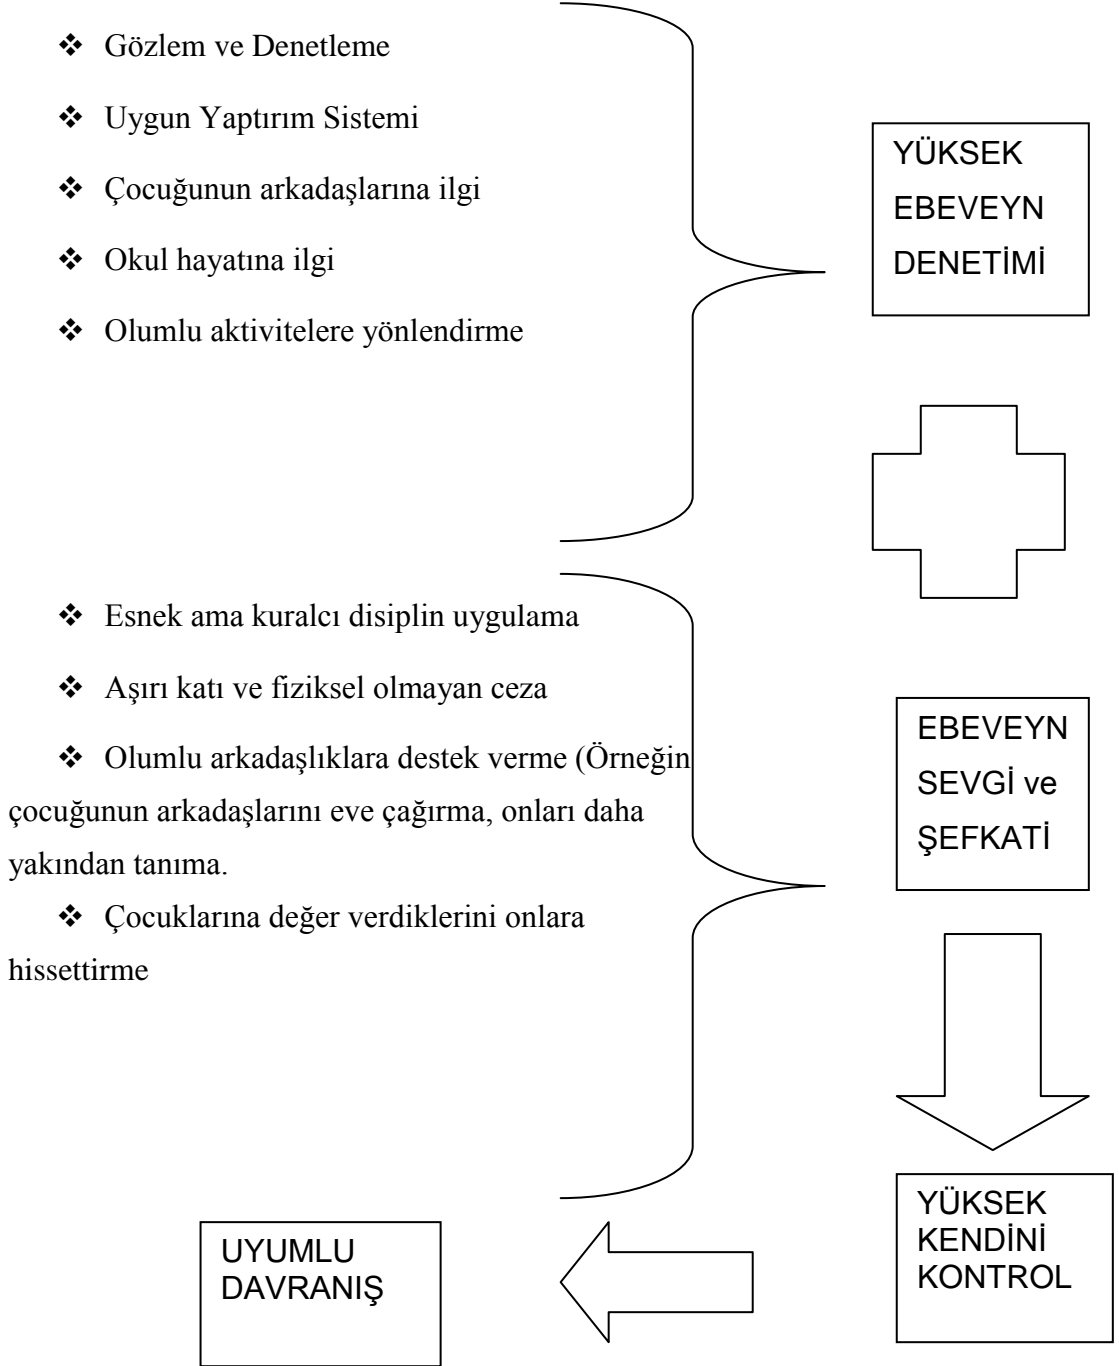 ❖ Gözlem ve Denetleme
❖ Uygun Yaptırım Sistemi
❖ Çocuğunun arkadaşlarına ilgi
❖ Okul hayatına ilgi
❖ Olumlu aktivitelere yönlendirme
YÜKSEK
EBEVEYN
DENETİMİ
❖ Esnek ama kuralcı disiplin uygulama
❖ Aşırı katı ve fiziksel olmayan ceza
❖ Olumlu arkadaşlıklara destek verme (Örneğin
çocuğunun arkadaşlarını eve çağırma, onları daha
yakından tanıma.
❖ Çocuklarına değer verdiklerini onlara
hissettirme
EBEVEYN
SEVGİ ve
ŞEFKATİ
YÜKSEK
KENDİNİ
KONTROL
UYUMLU
DAVRANIŞ